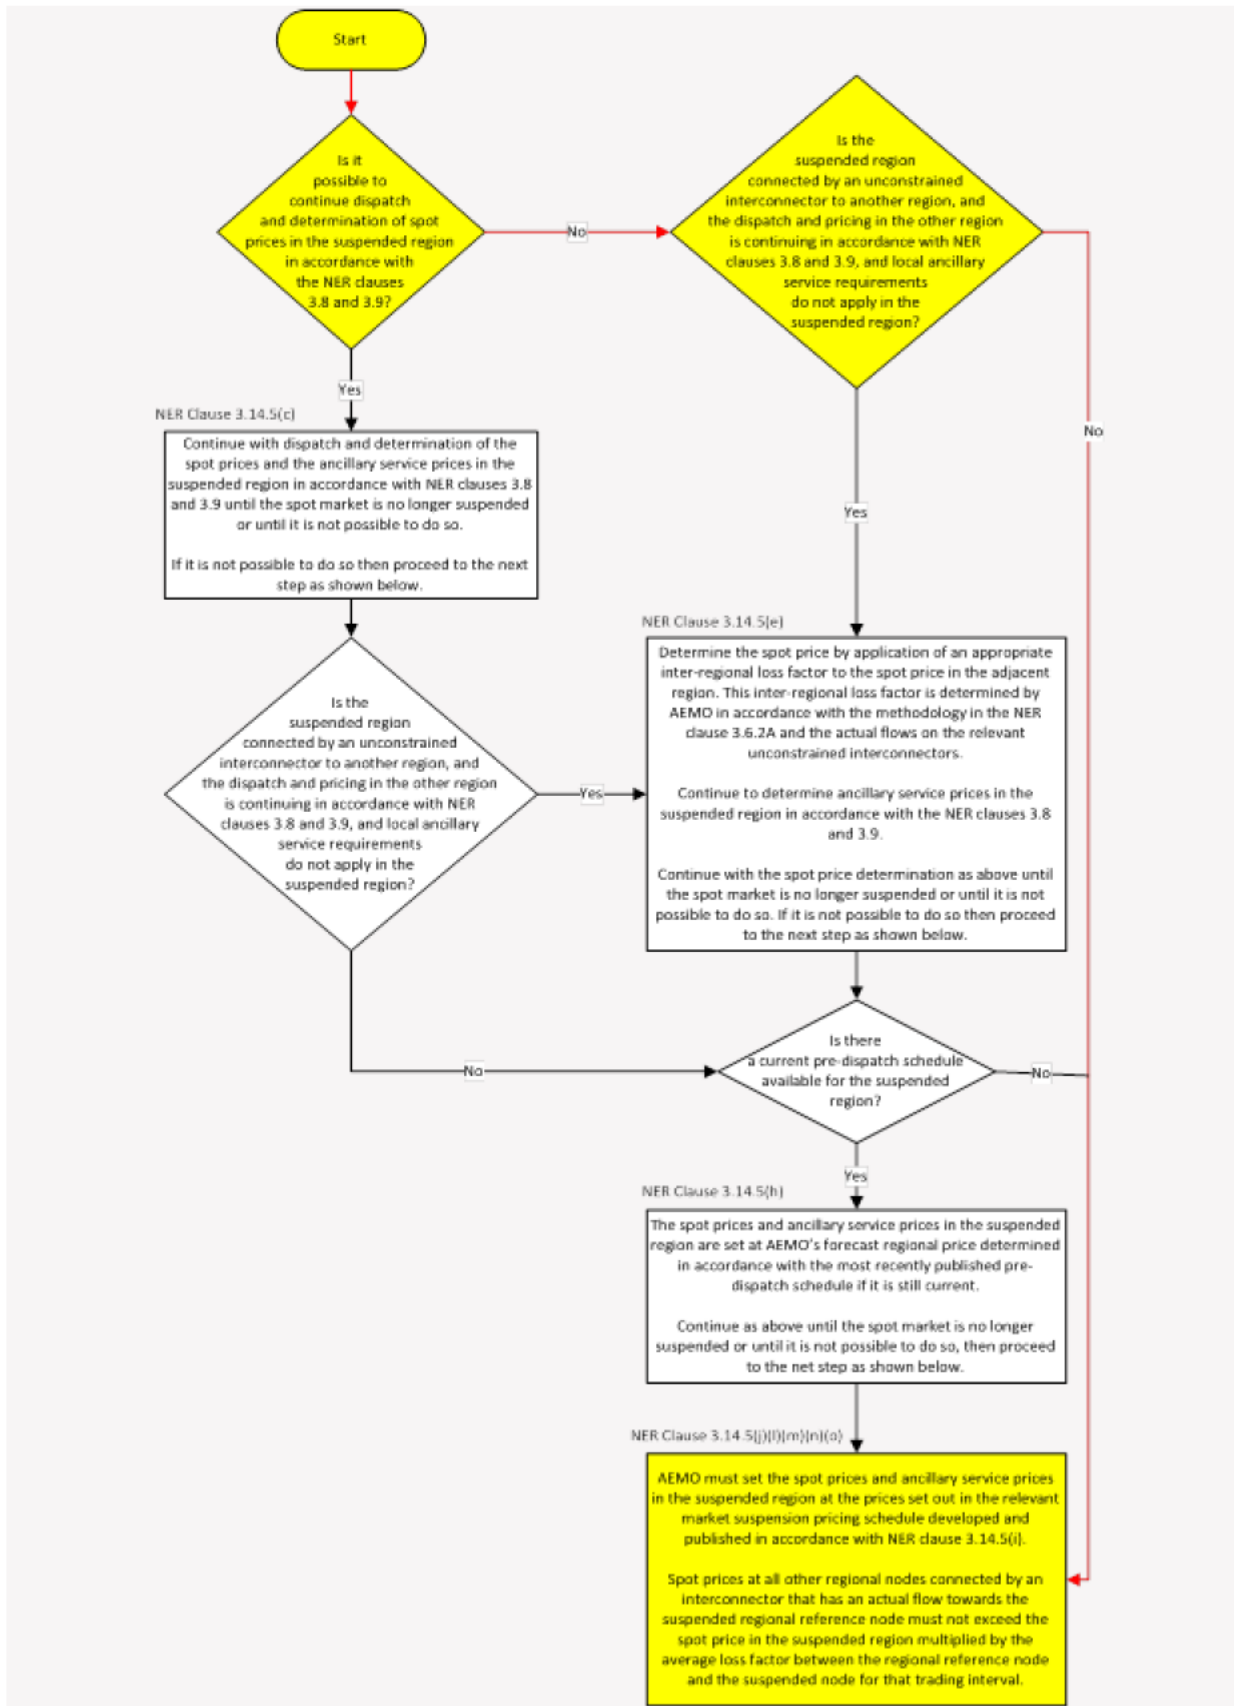 Start
Is it
possible to
continue dispatch
and determination of spot
prices in the suspended region
in accordance with
the NER clauses
3.8 and 3.9?
No
Is the
suspended region
connected by an unconstrained
interconnector to another region, and
the dispatch and pricing in the other region
is continuing in accordance with NER
clauses 3.8 and 3.9, and local ancillary
service requirements
do not apply in the
suspended region?
No
Yes
NER Clause 3.14.5(c)
Continue with dispatch and determination of the
spot prices and the ancillary service prices in the
suspended region in accordance with NER clauses 3.8
and 3.9 until the spot market is no longer suspended
or until it is not possible to do so.
If it is not possible to do so then proceed to the next
step as shown below.
Yes
Is the
suspended region
connected by an unconstrained
interconnector to another region, and
the dispatch and pricing in the other region
is continuing in accordance with NER
clauses 3.8 and 3.9, and local ancillary
service requirements
do not apply in the
suspended region?
Yes
NER Clause 3.14.5(e)
Determine the spot price by application of an appropriate
inter-regional loss factor to the spot price in the adjacent
region. This inter-regional loss factor is determined by
AEMO in accordance with the methodology in the NER
clause 3.6.2A and the actual flows on the relevant
unconstrained interconnectors.
Continue to determine ancillary service prices in the
suspended region in accordance with the NER clauses 3.8
and 3.9.
Continue with the spot price determination as above until
the spot market is no longer suspended or until it is not
possible to do so. If it is not possible to do so then proceed
to the next step as shown below.
No
Is there
a current pre-dispatch schedule
available for the suspended
region?
No
Yes
NER Clause 3.14.5(h)
The spot prices and ancillary service prices in the suspended
region are set at AEMO's forecast regional price determined
in accordance with the most recently published pre-
dispatch schedule if it is still current.
Continue as above until the spot market is no longer
suspended or until it is not possible to do so, then proceed
to the net step as shown below.
NER Clause 3.14.5(j)(l)(m)(n)(o)
AEMO must set the spot prices and ancillary service prices
in the suspended region at the prices set out in the relevant
market suspension pricing schedule developed and
published in accordance with NER clause 3.14.5(i).
Spot prices at all other regional nodes connected by an
interconnector that has an actual flow towards the
suspended regional reference node must not exceed the
spot price in the suspended region multiplied by the
average loss factor between the regional reference node
and the suspended node for that trading interval.